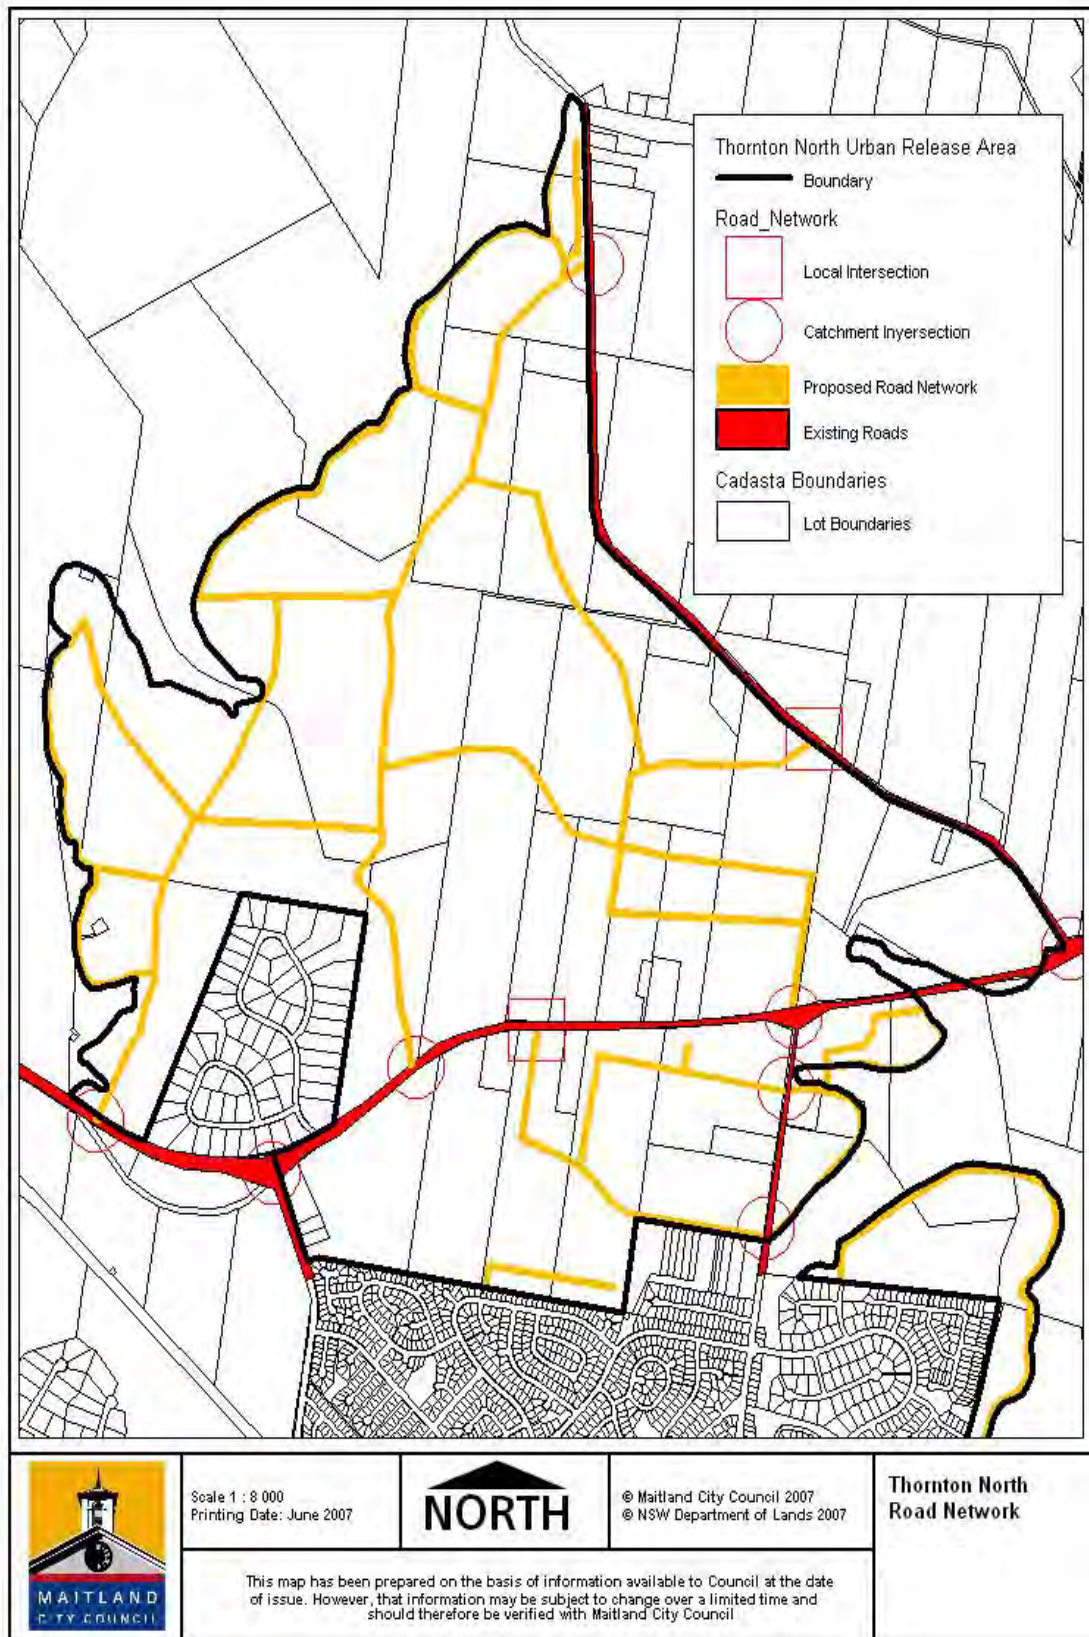 Thornton North Urban Release Area
Boundary
Road_Network
Local Intersection
Catchment Inyersection
Proposed Road Network
Existing Roads
Cadasta Boundaries
Lot Boundaries
MAITLAND
CITY COUNCIL
Scale 1 : 8 000
Printing Date: June 2007
NORTH
© Maitland City Council 2007
© NSW Department of Lands 2007
Thornton North
Road Network
This map has been prepared on the basis of information available to Council at the date
of issue. However, that information may be subject to change over a limited time and
should therefore be verified with Maitland City Council